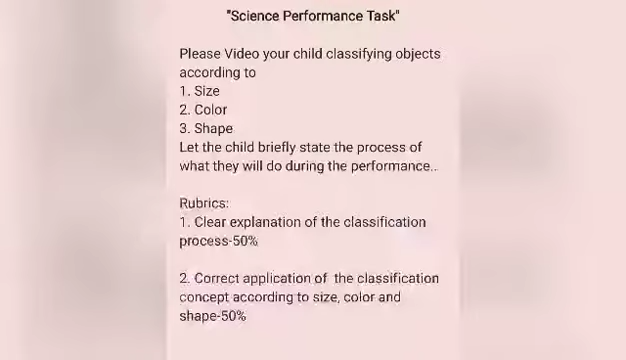 "Science Performance Task"
Please Video your child classifying objects
according to
1. Size
2. Color
3. Shape
Let the child briefly state the process of
what they will do during the performance..
Rubrics:
1. Clear explanation of the classification
process-50%
2. Correct application of  the classification
concept according to size, color and
shape-50%